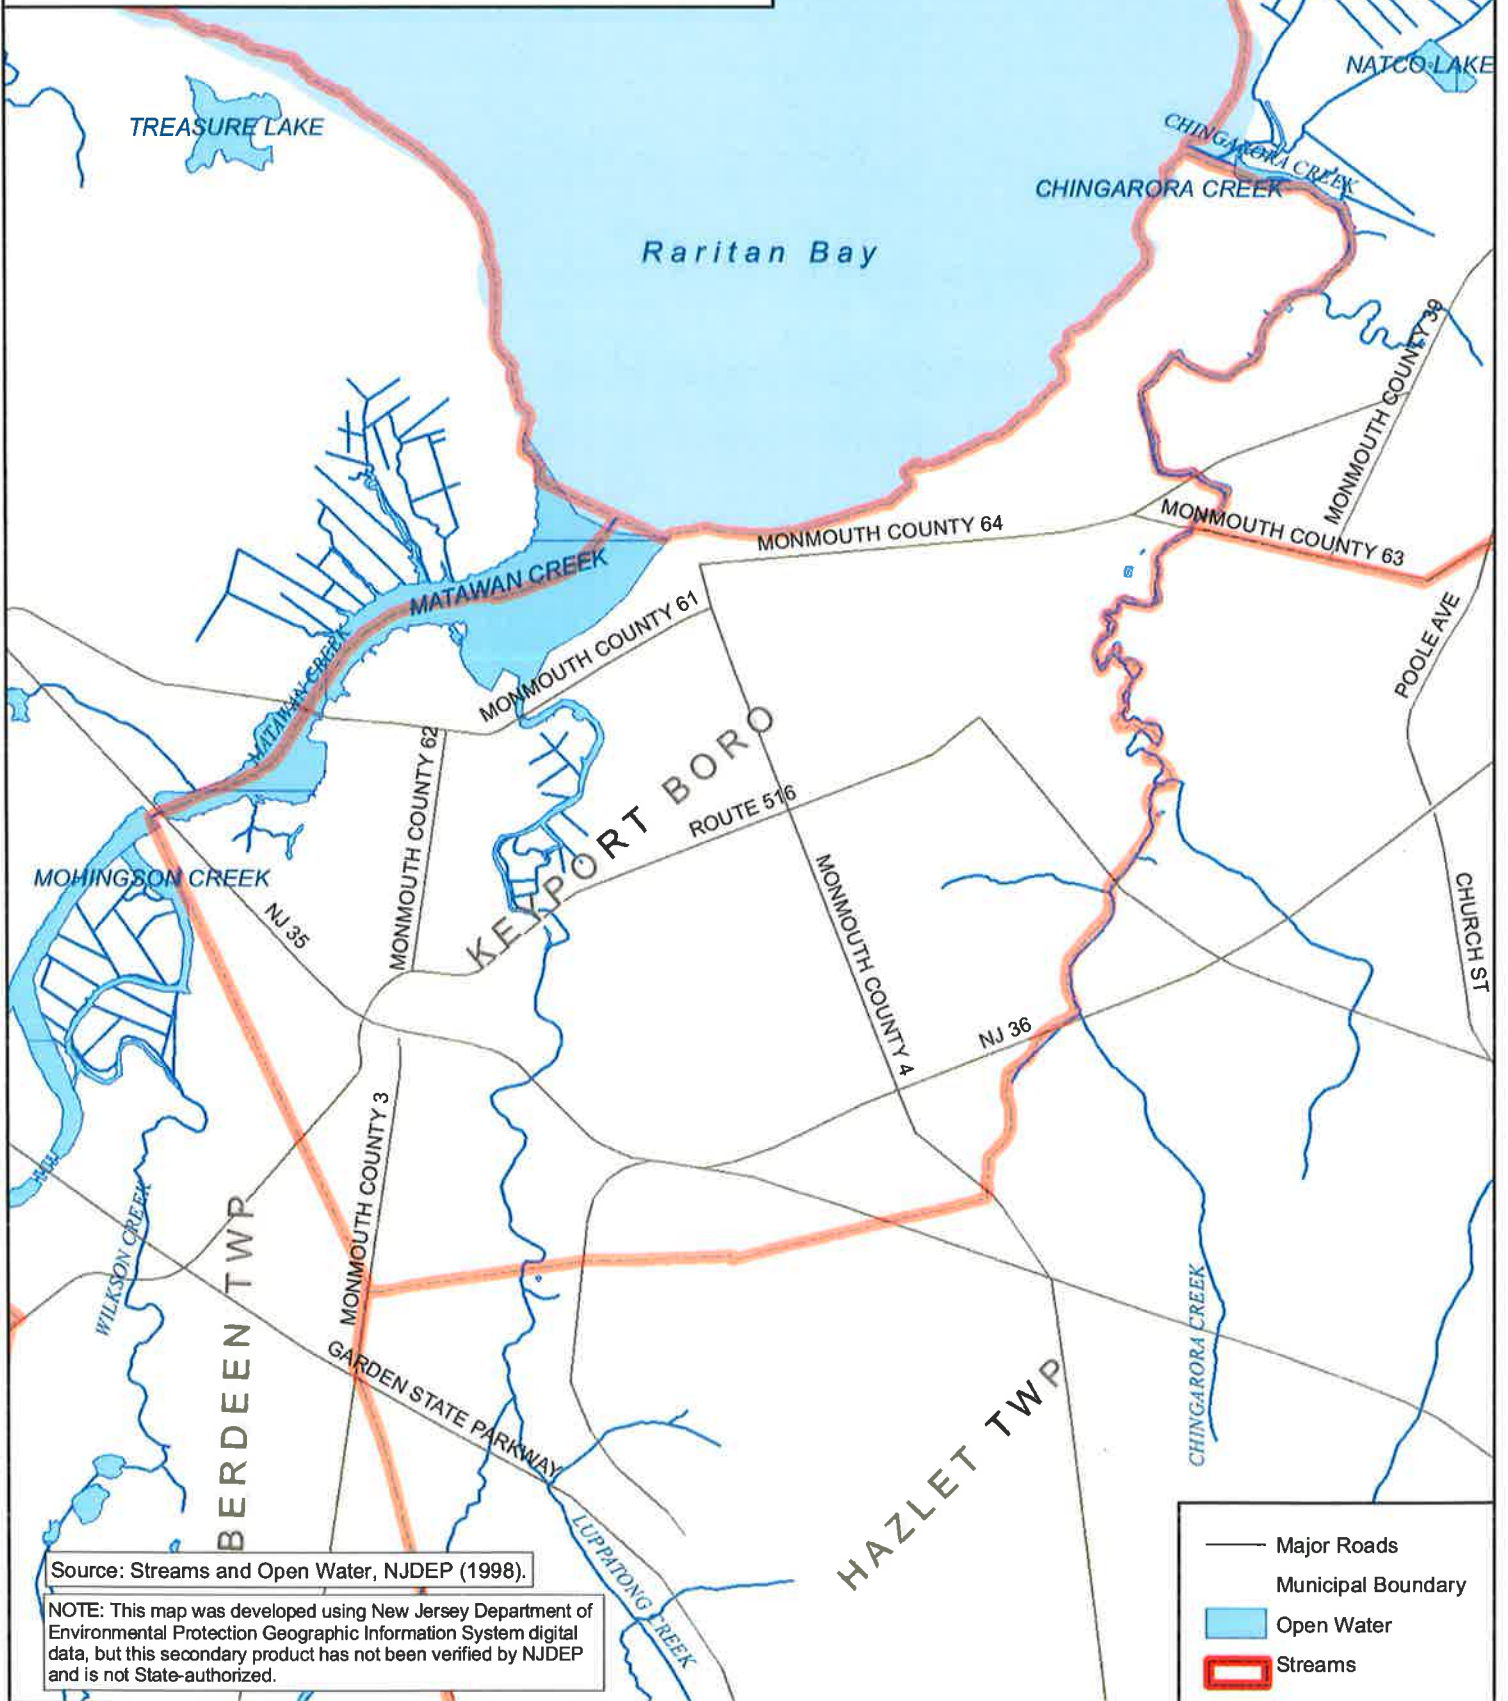 NATCO LAKE
TREASURE LAKE
CHINGARORA CREEK
CHINGARORA CREEK
Raritan Bay
MONMOUTH COUNTY 39
MONMOUTH COUNTY 64
MONMOUTH COUNTY 63
MATAWAN CREEK
MONMOUTH COUNTY 61
POOLE AVE
MATAWAN CREEK
MONMOUTH COUNTY 62
KEYPORT BORO
ROUTE 516
MOHINGSON CREEK
NJ 35
MONMOUTH COUNTY 4
CHURCH ST
NJ 36
MONMOUTH COUNTY 3
WILKSON CREEK
BERDEEN TWP
GARDEN STATE PARKWAY
CHINGARORA CREEK
HAZLET TWP
LUPPATONG CREEK
Source: Streams and Open Water, NJDEP (1998).
NOTE: This map was developed using New Jersey Department of
Environmental Protection Geographic Information System digital
data, but this secondary product has not been verified by NJDEP
and is not State-authorized.
Major Roads
Municipal Boundary
Open Water
Streams